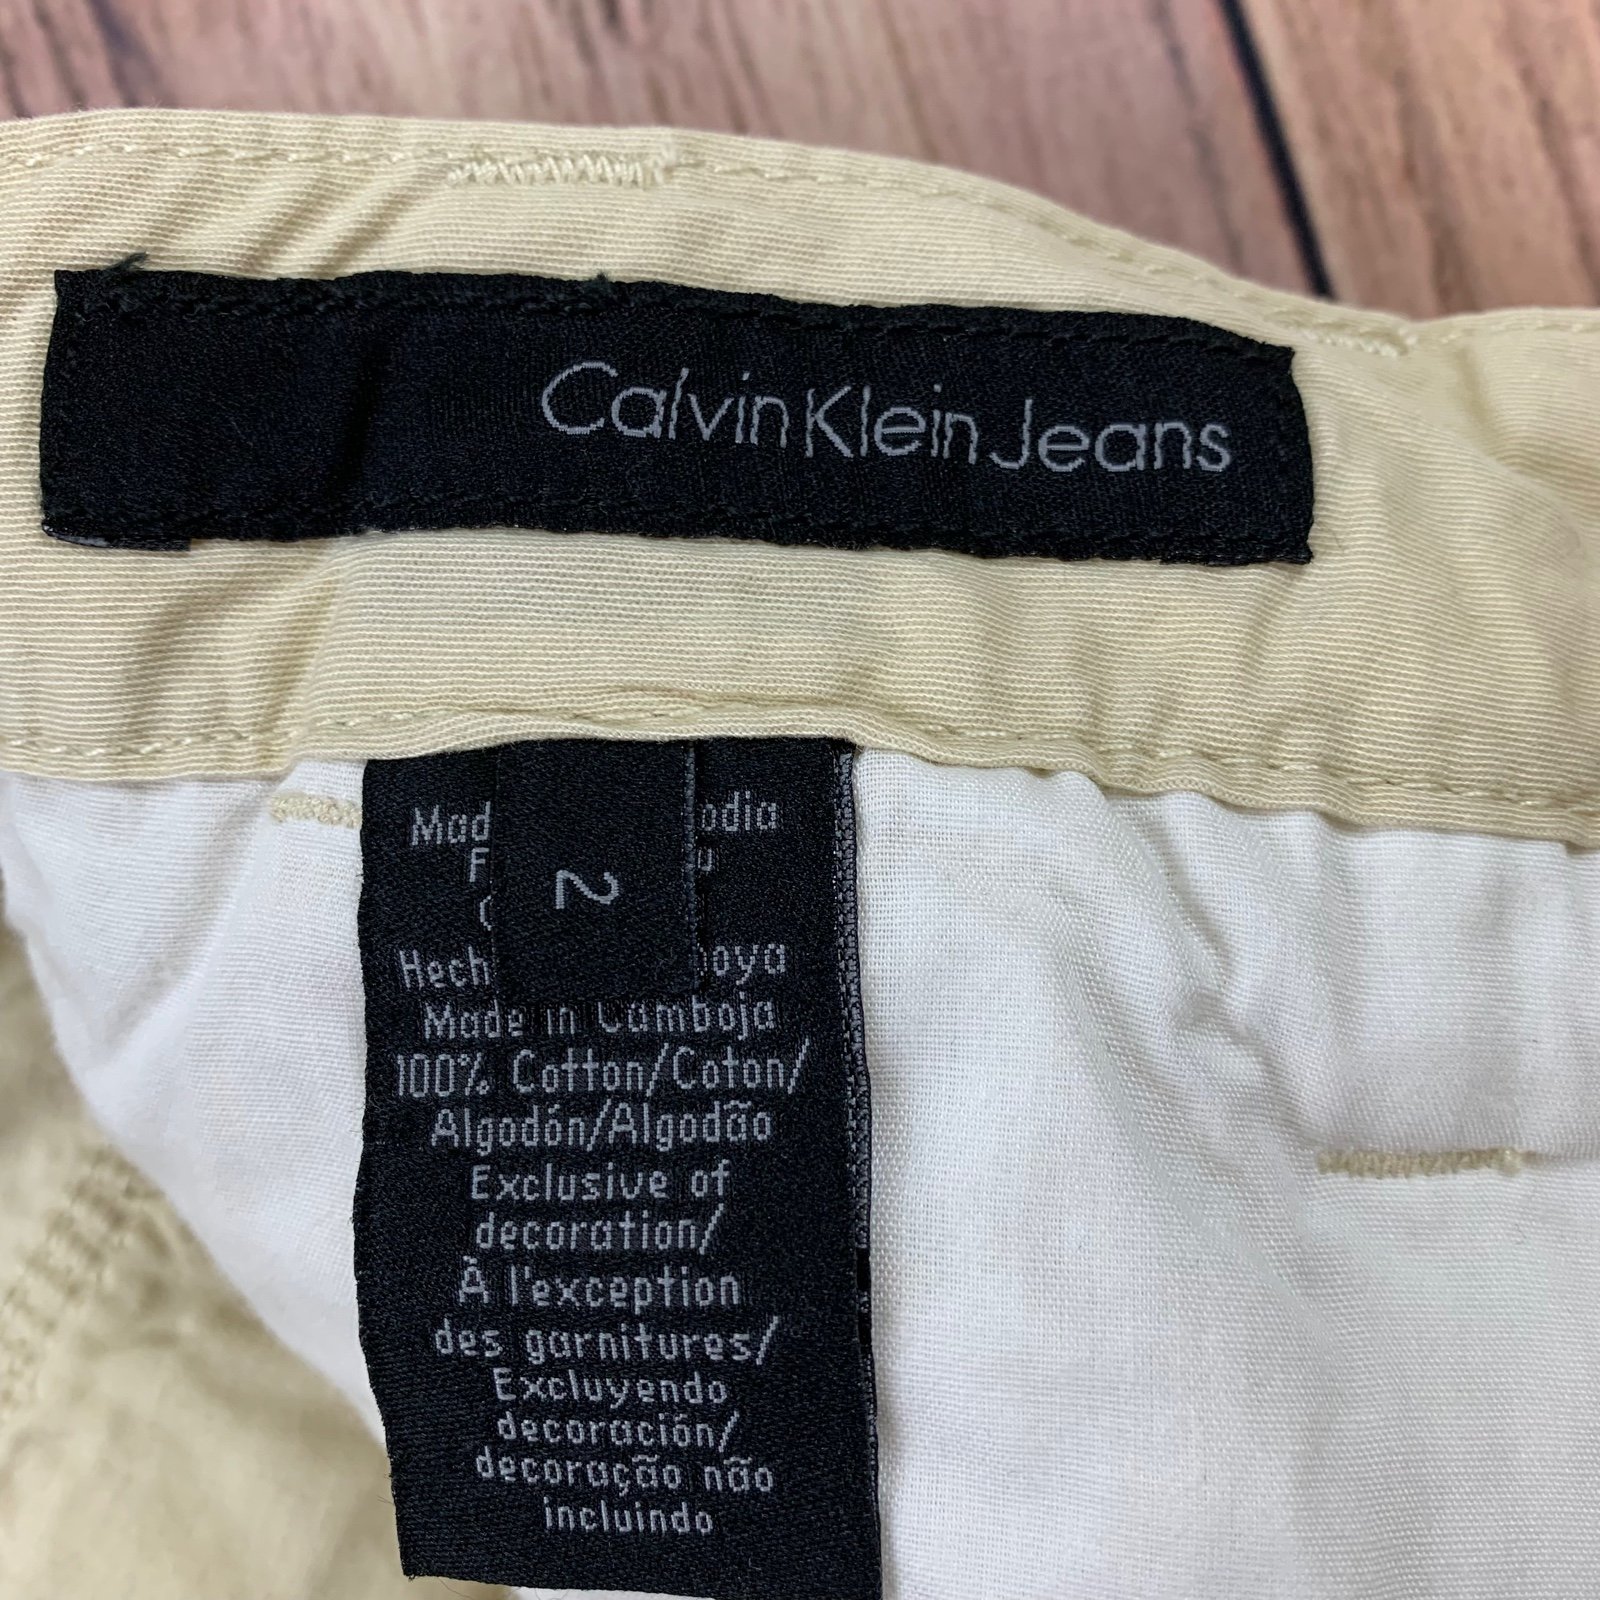 Calvin Klein Jeans
2
Made in Camboja
100% Cotton/Coton/
Algodón/Algodão
Exclusive of
decoration/
À l'exception
des garnitures/
Excluyendo
decoración/
decoração não
incluindo